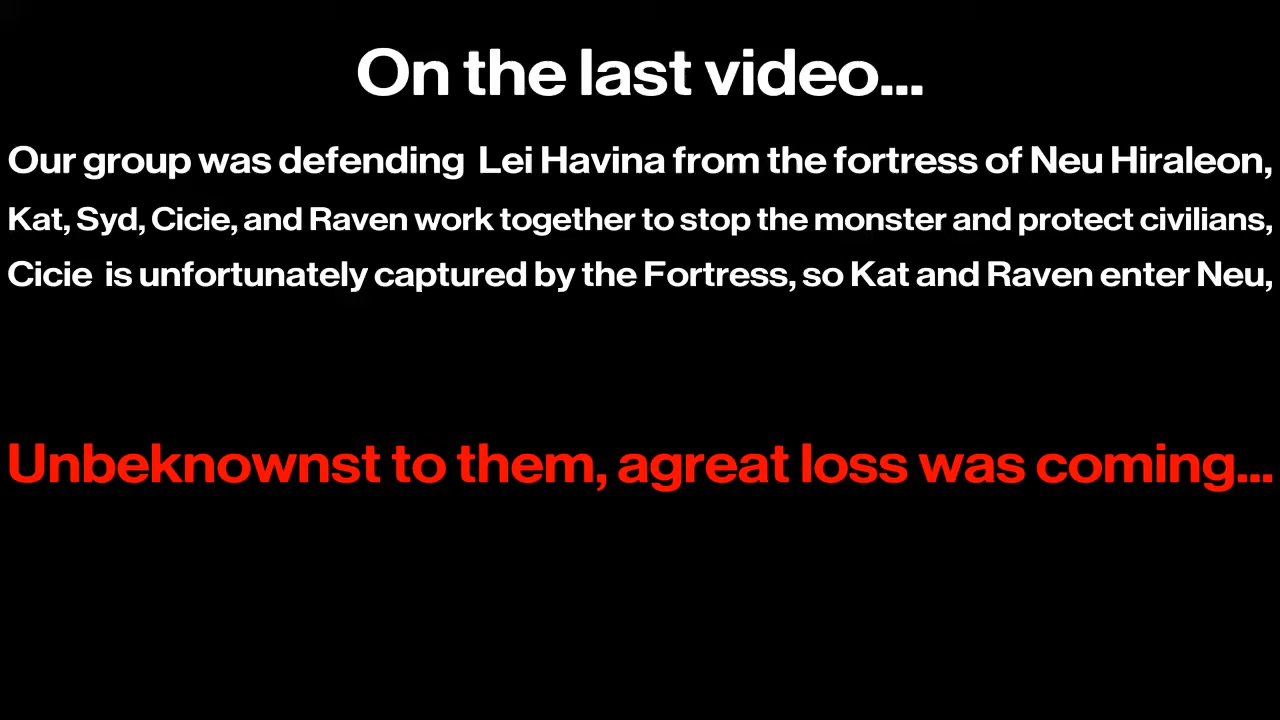 On the last video...
Our group was defending Lei Havina from the fortress of Neu Hiraleon,
Kat, Syd, Cicie, and Raven work together to stop the monster and protect civilians,
Cicie is unfortunately captured by the Fortress, so Kat and Raven enter Neu,
Unbeknownst to them, agreat loss was coming...